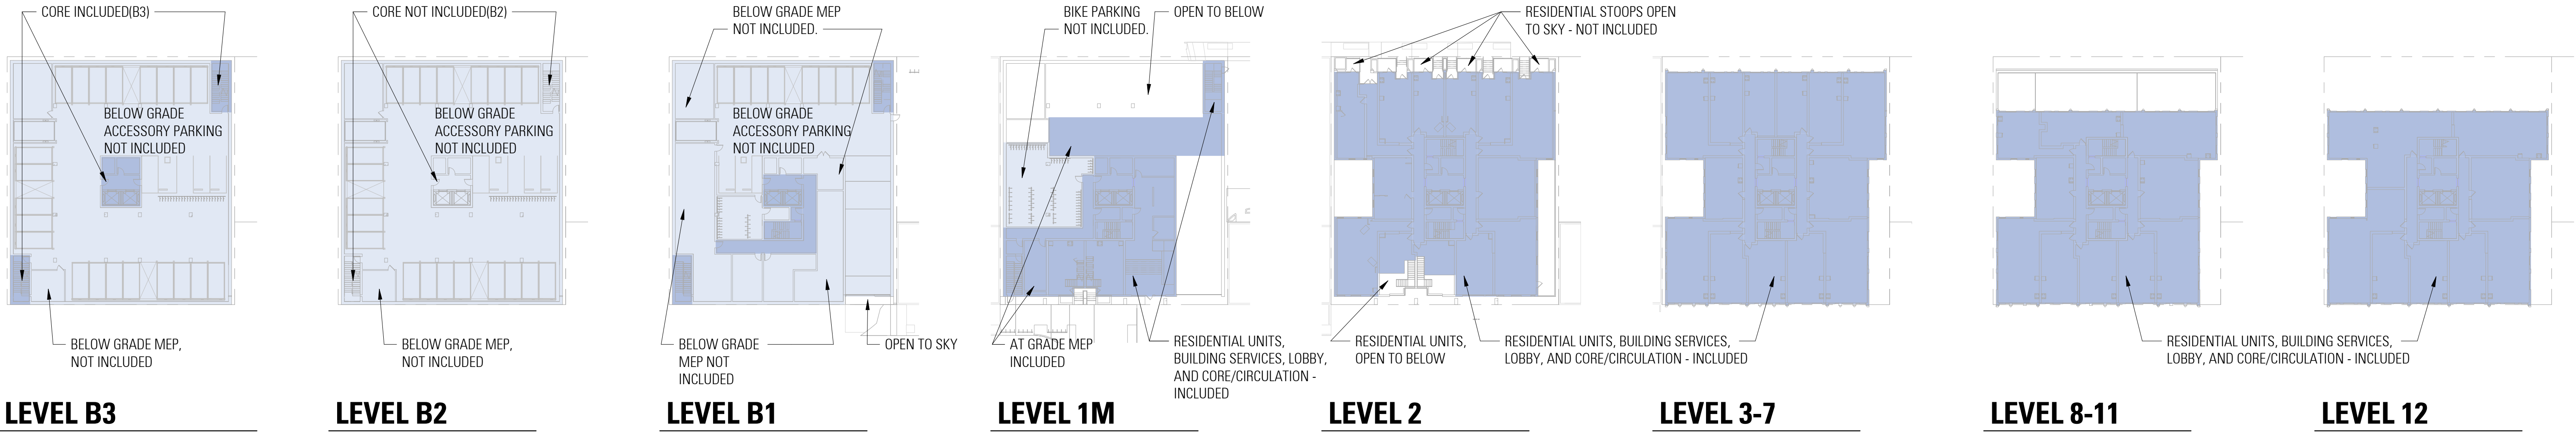 CORE INCLUDED(B3)
BELOW GRADE
ACCESSORY PARKING
NOT INCLUDED
BELOW GRADE MEP,
NOT INCLUDED
LEVEL B3
CORE NOT INCLUDED(B2)
BELOW GRADE
ACCESSORY PARKING
NOT INCLUDED
BELOW GRADE MEP,
NOT INCLUDED
LEVEL B2
BELOW GRADE MEP
NOT INCLUDED.
BELOW GRADE
ACCESSORY PARKING
NOT INCLUDED
BELOW GRADE
MEP NOT
INCLUDED
OPEN TO SKY
LEVEL B1
BIKE PARKING
NOT INCLUDED.
OPEN TO BELOW
AT GRADE MEP
INCLUDED
RESIDENTIAL UNITS,
BUILDING SERVICES, LOBBY,
AND CORE/CIRCULATION -
INCLUDED
LEVEL 1M
RESIDENTIAL STOOPS OPEN
TO SKY - NOT INCLUDED
RESIDENTIAL UNITS,
OPEN TO BELOW
RESIDENTIAL UNITS, BUILDING SERVICES,
LOBBY, AND CORE/CIRCULATION - INCLUDED
LEVEL 2
LEVEL 3-7
RESIDENTIAL UNITS, BUILDING SERVICES,
LOBBY, AND CORE/CIRCULATION - INCLUDED
LEVEL 8-11
LEVEL 12